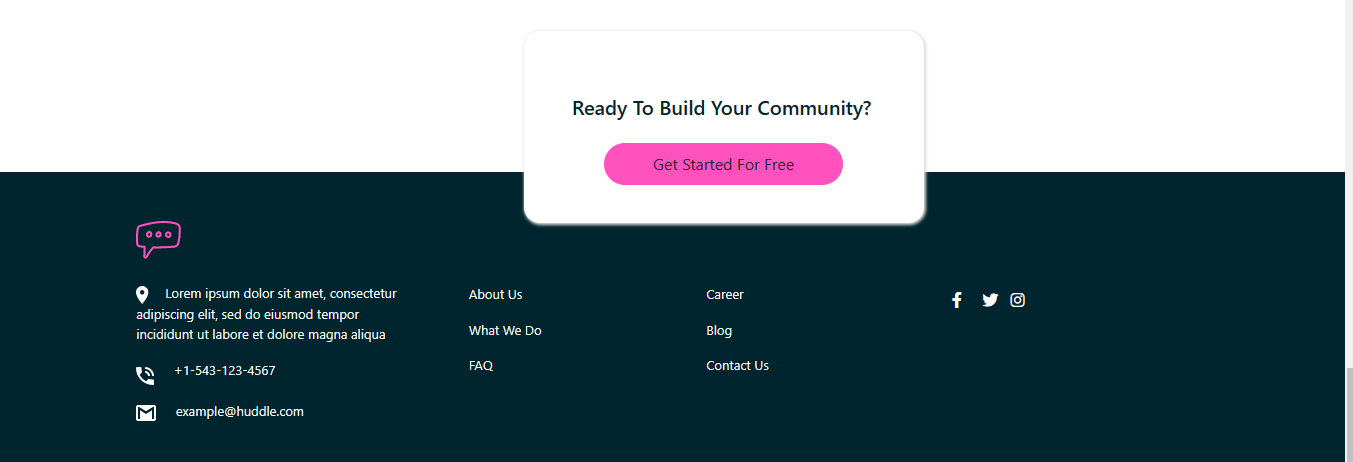 Ready To Build Your Community?
Get Started For Free
Lorem ipsum dolor sit amet, consectetur
adipiscing elit, sed do eiusmod tempor
incididunt ut labore et dolore magna aliqua
+1-543-123-4567
example@huddle.com
About Us
What We Do
FAQ
Career
Blog
Contact Us